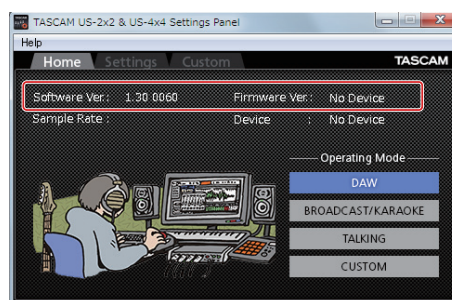 TASCAM US-2x2 & US-4x4 Settings Panel
Help
Home Settings Custom TASCAM
Software Ver.: 1.30 0060 Firmware Ver.: No Device
Sample Rate : Device : No Device
Operating Mode
DAW
BROADCAST/KARAOKE
TALKING
CUSTOM